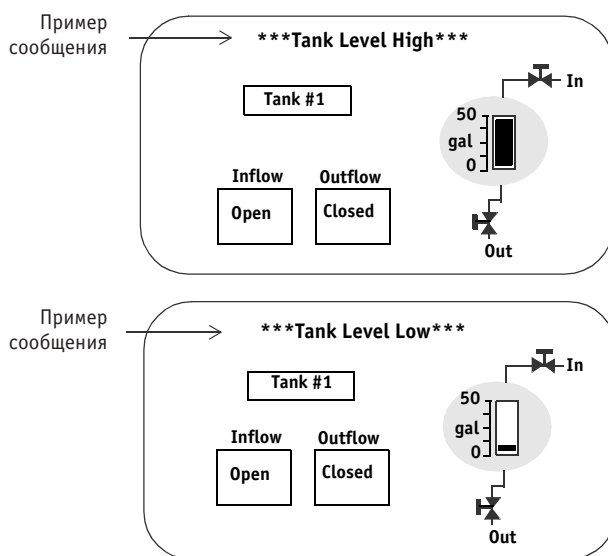 Пример
сообщения
***Tank Level High***
Tank #1
In
50
gal
0
Inflow
Outflow
Open
Closed
Out
Пример
сообщения
***Tank Level Low***
Tank #1
In
50
gal
0
Inflow
Outflow
Open
Closed
Out